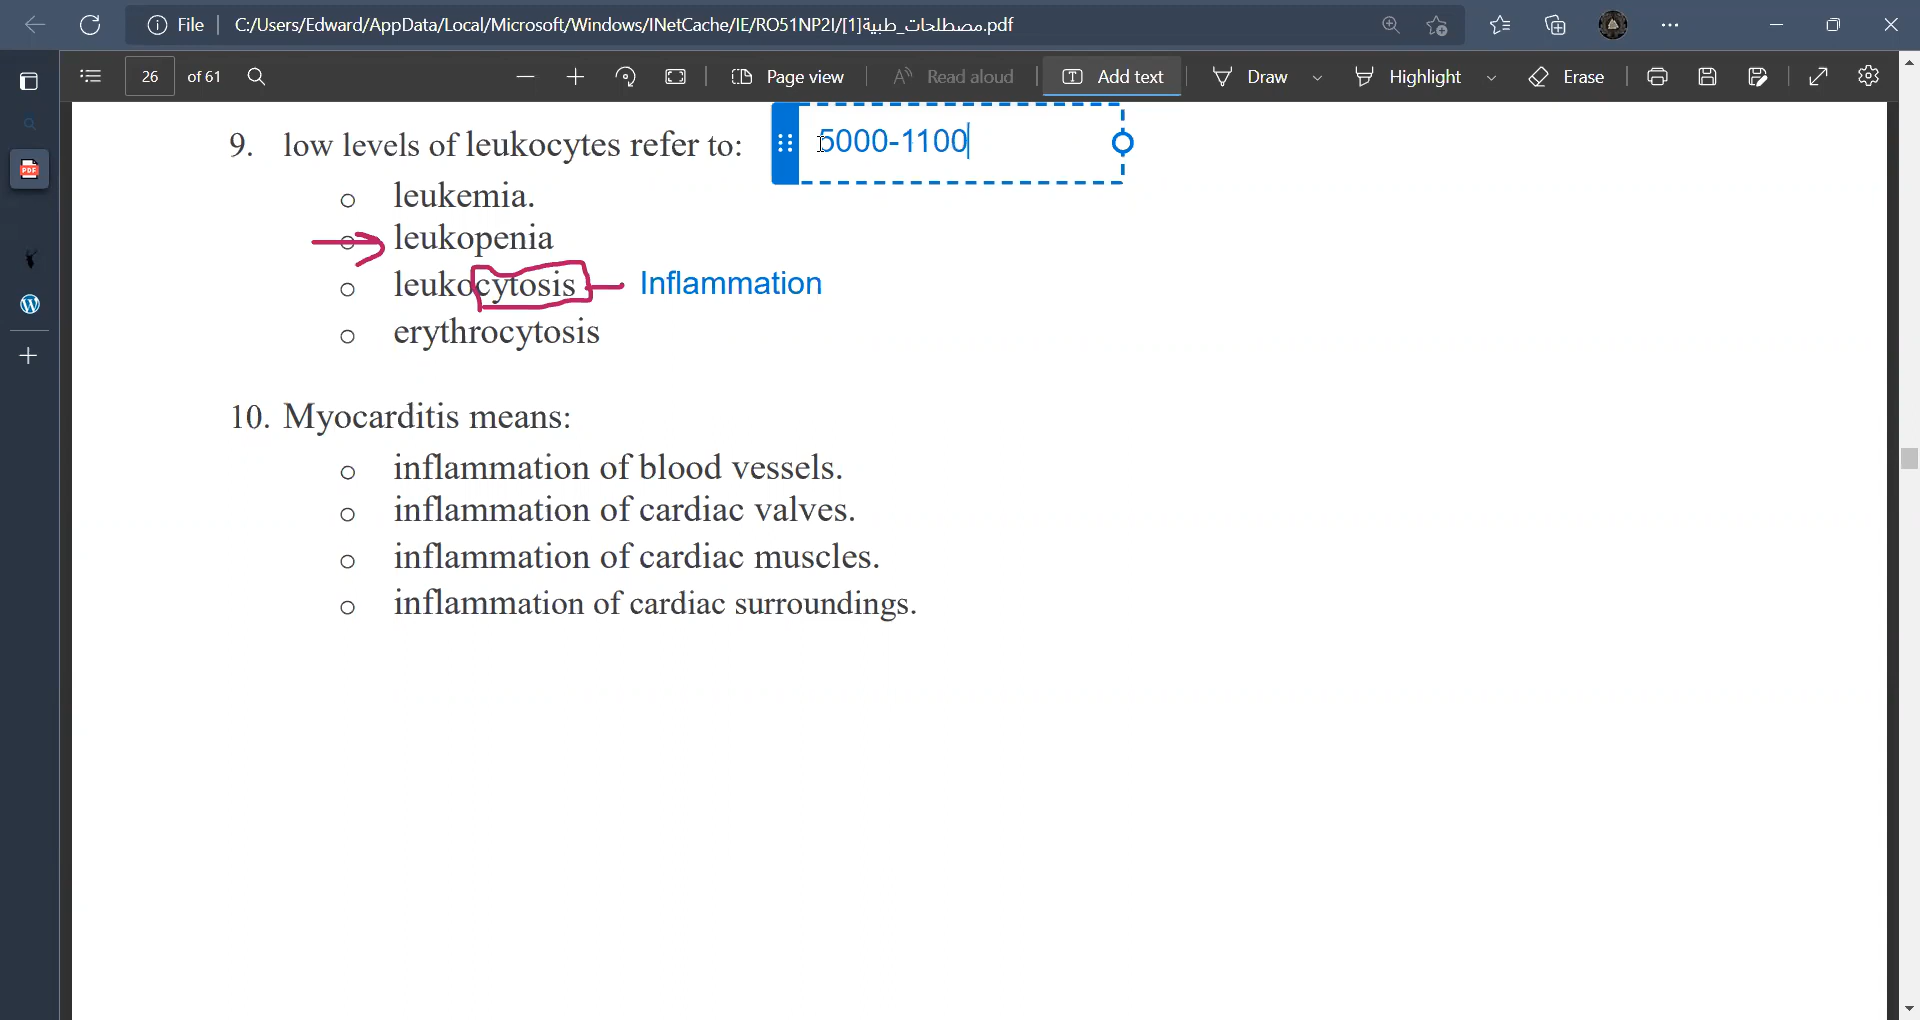 File C:/Users/Edward/AppData/Local/Microsoft/Windows/INetCache/IE/RO51NP2I/[1]مصطلحات_طبية.pdf
26 of 61 Page view Read aloud Add text Draw Highlight Erase
9. low levels of leukocytes refer to: 5000-1100
leukemia.
leukopenia
leukocytosis Inflammation
erythrocytosis
10. Myocarditis means:
inflammation of blood vessels.
inflammation of cardiac valves.
inflammation of cardiac muscles.
inflammation of cardiac surroundings.